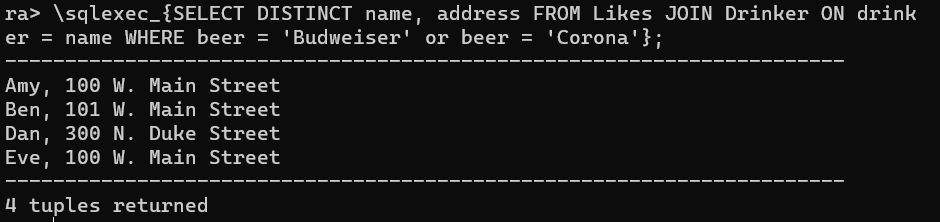 ra> \sqlexec_{SELECT DISTINCT name, address FROM Likes JOIN Drinker ON drink
er = name WHERE beer = 'Budweiser' or beer = 'Corona'};
----------------------------------------------------------------------
Amy, 100 W. Main Street
Ben, 101 W. Main Street
Dan, 300 N. Duke Street
Eve, 100 W. Main Street
----------------------------------------------------------------------
4 tuples returned